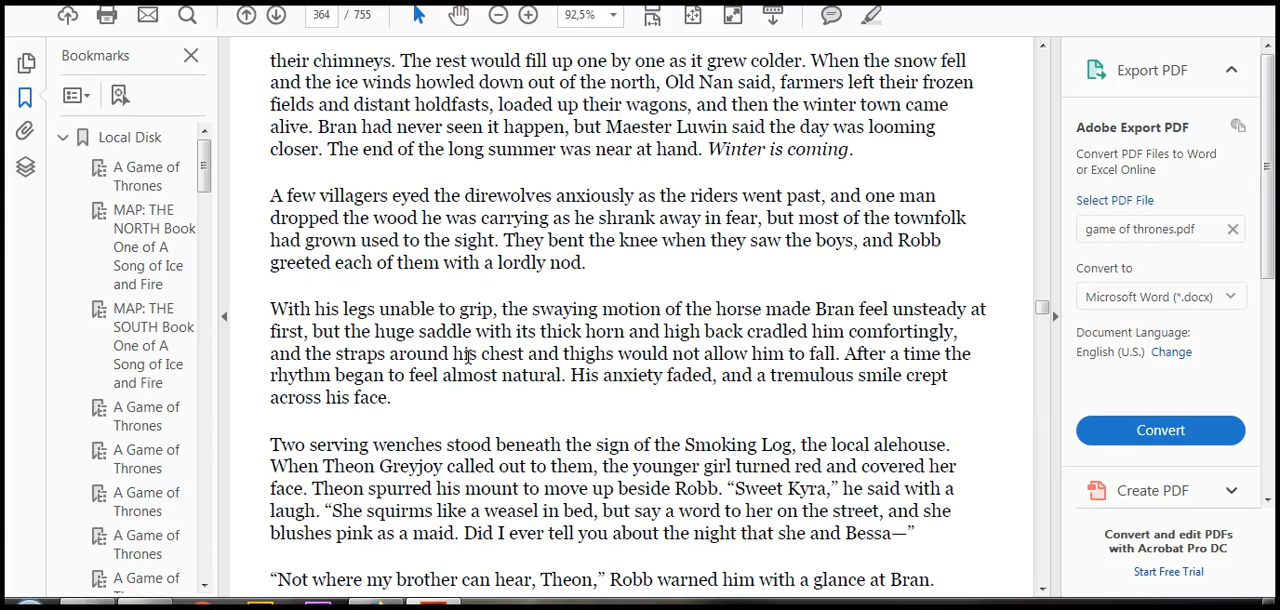 364 / 755
92,5%
Bookmarks
Local Disk
A Game of
Thrones
MAP: THE
NORTH Book
One of A
Song of Ice
and Fire
MAP: THE
SOUTH Book
One of A
Song of Ice
and Fire
A Game of
Thrones
A Game of
Thrones
A Game of
Thrones
A Game of
Thrones
A Game of
their chimneys. The rest would fill up one by one as it grew colder. When the snow fell
and the ice winds howled down out of the north, Old Nan said, farmers left their frozen
fields and distant holdfasts, loaded up their wagons, and then the winter town came
alive. Bran had never seen it happen, but Maester Luwin said the day was looming
closer. The end of the long summer was near at hand. Winter is coming.
A few villagers eyed the direwolves anxiously as the riders went past, and one man
dropped the wood he was carrying as he shrank away in fear, but most of the townfolk
had grown used to the sight. They bent the knee when they saw the boys, and Robb
greeted each of them with a lordly nod.
With his legs unable to grip, the swaying motion of the horse made Bran feel unsteady at
first, but the huge saddle with its thick horn and high back cradled him comfortingly,
and the straps around his chest and thighs would not allow him to fall. After a time the
rhythm began to feel almost natural. His anxiety faded, and a tremulous smile crept
across his face.
Two serving wenches stood beneath the sign of the Smoking Log, the local alehouse.
When Theon Greyjoy called out to them, the younger girl turned red and covered her
face. Theon spurred his mount to move up beside Robb. “Sweet Kyra,” he said with a
laugh. “She squirms like a weasel in bed, but say a word to her on the street, and she
blushes pink as a maid. Did I ever tell you about the night that she and Bessa—”
“Not where my brother can hear, Theon,” Robb warned him with a glance at Bran.
Export PDF
Adobe Export PDF
Convert PDF Files to Word
or Excel Online
Select PDF File
game of thrones.pdf
Convert to
Microsoft Word (*.docx)
Document Language:
English (U.S.) Change
Convert
Create PDF
Convert and edit PDFs
with Acrobat Pro DC
Start Free Trial